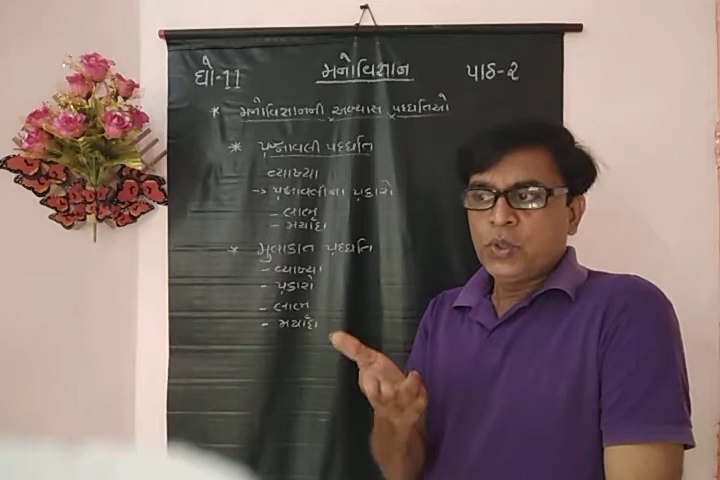 ધો-11 મનોવિજ્ઞાન પાઠ-૨
* મનોવિજ્ઞાનની અભ્યાસ પદ્ધતિઓ
* પ્રશ્નાવલી પદ્ધતિ
વ્યાખ્યા
-> પ્રશ્નાવલીના પ્રકારો
- લાભ
- મર્યાદા
* મુલાકાત પદ્ધતિ
- વ્યાખ્યા
- પ્રકારો
- લાભ
- મર્યાદા